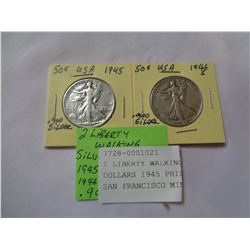 50¢ USA 1945
.900
SILVER
50¢ USA 1946
S
.900
SILVER
2 LIBERTY
WALKING
SILV
1945
1946
.90
7728-0001021
2 LIBERTY WALKING
DOLLARS 1945 PHI
SAN FRANCISCO MIN